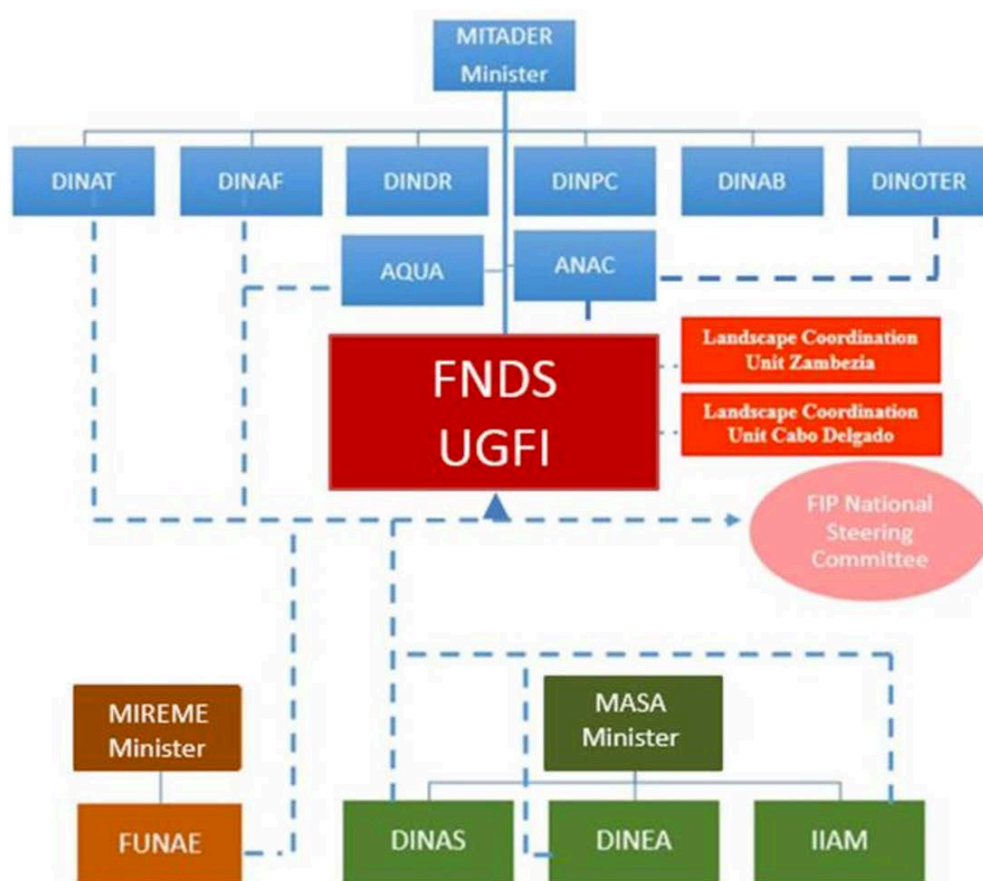 MITADER
Minister
DINAT
DINAF
DINDR
DINPC
DINAB
DINOTER
AQUA
ANAC
FNDS
UGFI
Landscape Coordination
Unit Zambezia
Landscape Coordination
Unit Cabo Delgado
FIP National
Steering
Committee
MIREME
Minister
MASA
Minister
FUNAE
DINAS
DINEA
IIAM